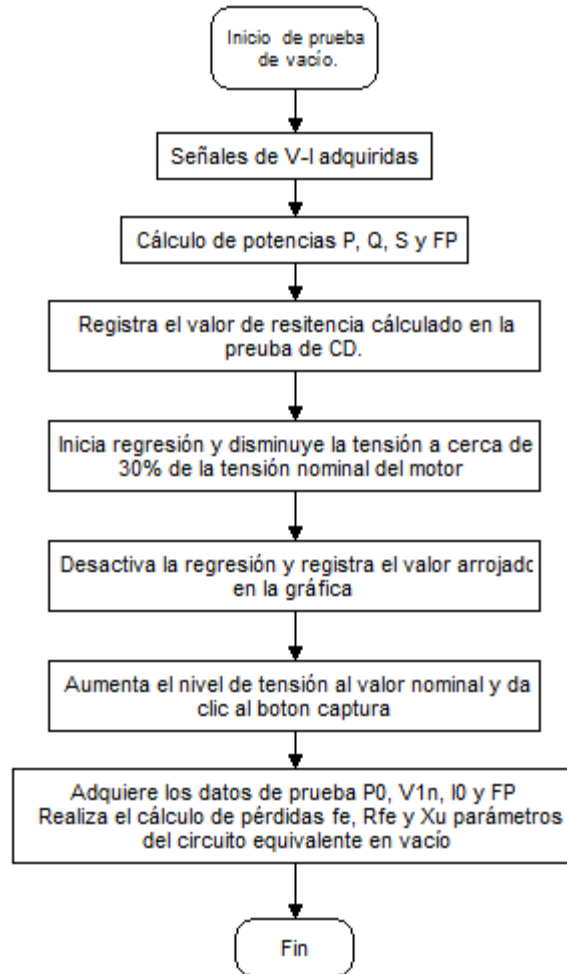 Inicio de prueba
de vacío.
Señales de V-I adquiridas
Cálculo de potencias P, Q, S y FP
Registra el valor de resitencia cálculado en la
preuba de CD.
Inicia regresión y disminuye la tensión a cerca de
30% de la tensión nominal del motor
Desactiva la regresión y registra el valor arrojado
en la gráfica
Aumenta el nivel de tensión al valor nominal y da
clic al boton captura
Adquiere los datos de prueba P0, V1n, I0 y FP
Realiza el cálculo de pérdidas fe, Rfe y Xu parámetros
del circuito equivalente en vacío
Fin